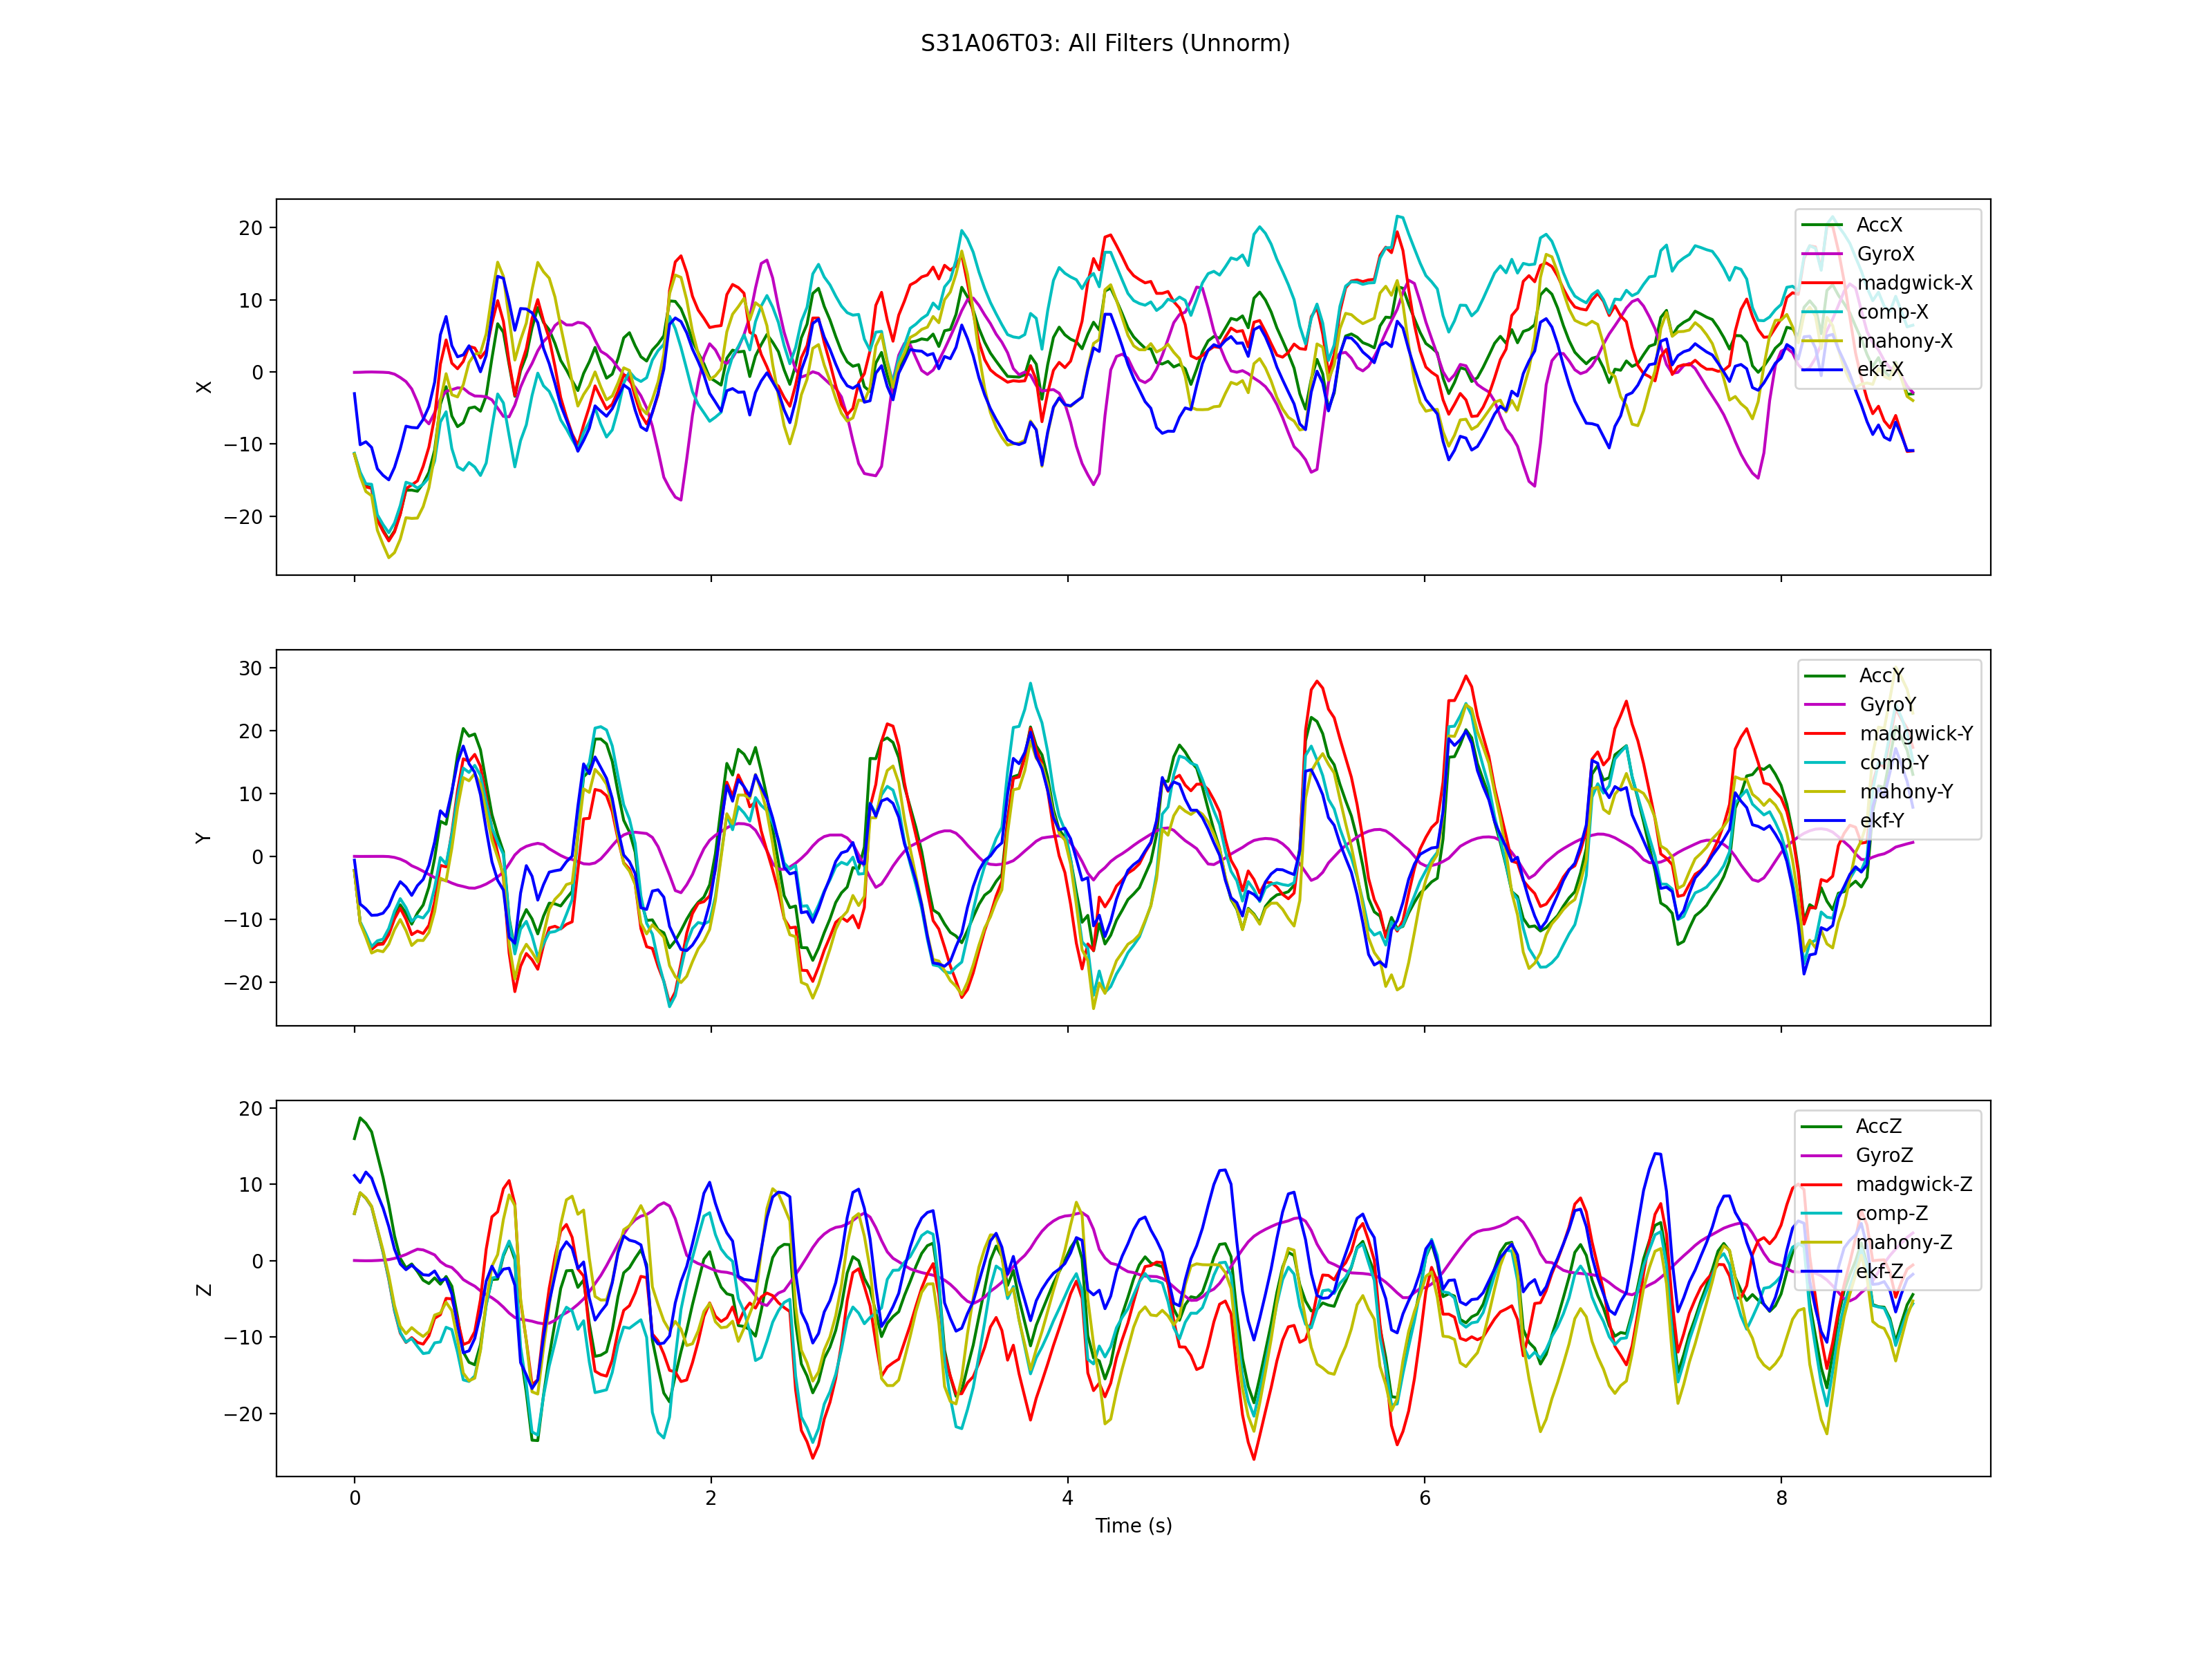 S31A06T03: All Filters (Unnorm)
20
10
0
−10
−20
X
AccX
GyroX
madgwick-X
comp-X
mahony-X
ekf-X
30
20
10
0
−10
−20
Y
AccY
GyroY
madgwick-Y
comp-Y
mahony-Y
ekf-Y
20
10
0
−10
−20
Z
AccZ
GyroZ
madgwick-Z
comp-Z
mahony-Z
ekf-Z
0 2 4 6 8
Time (s)